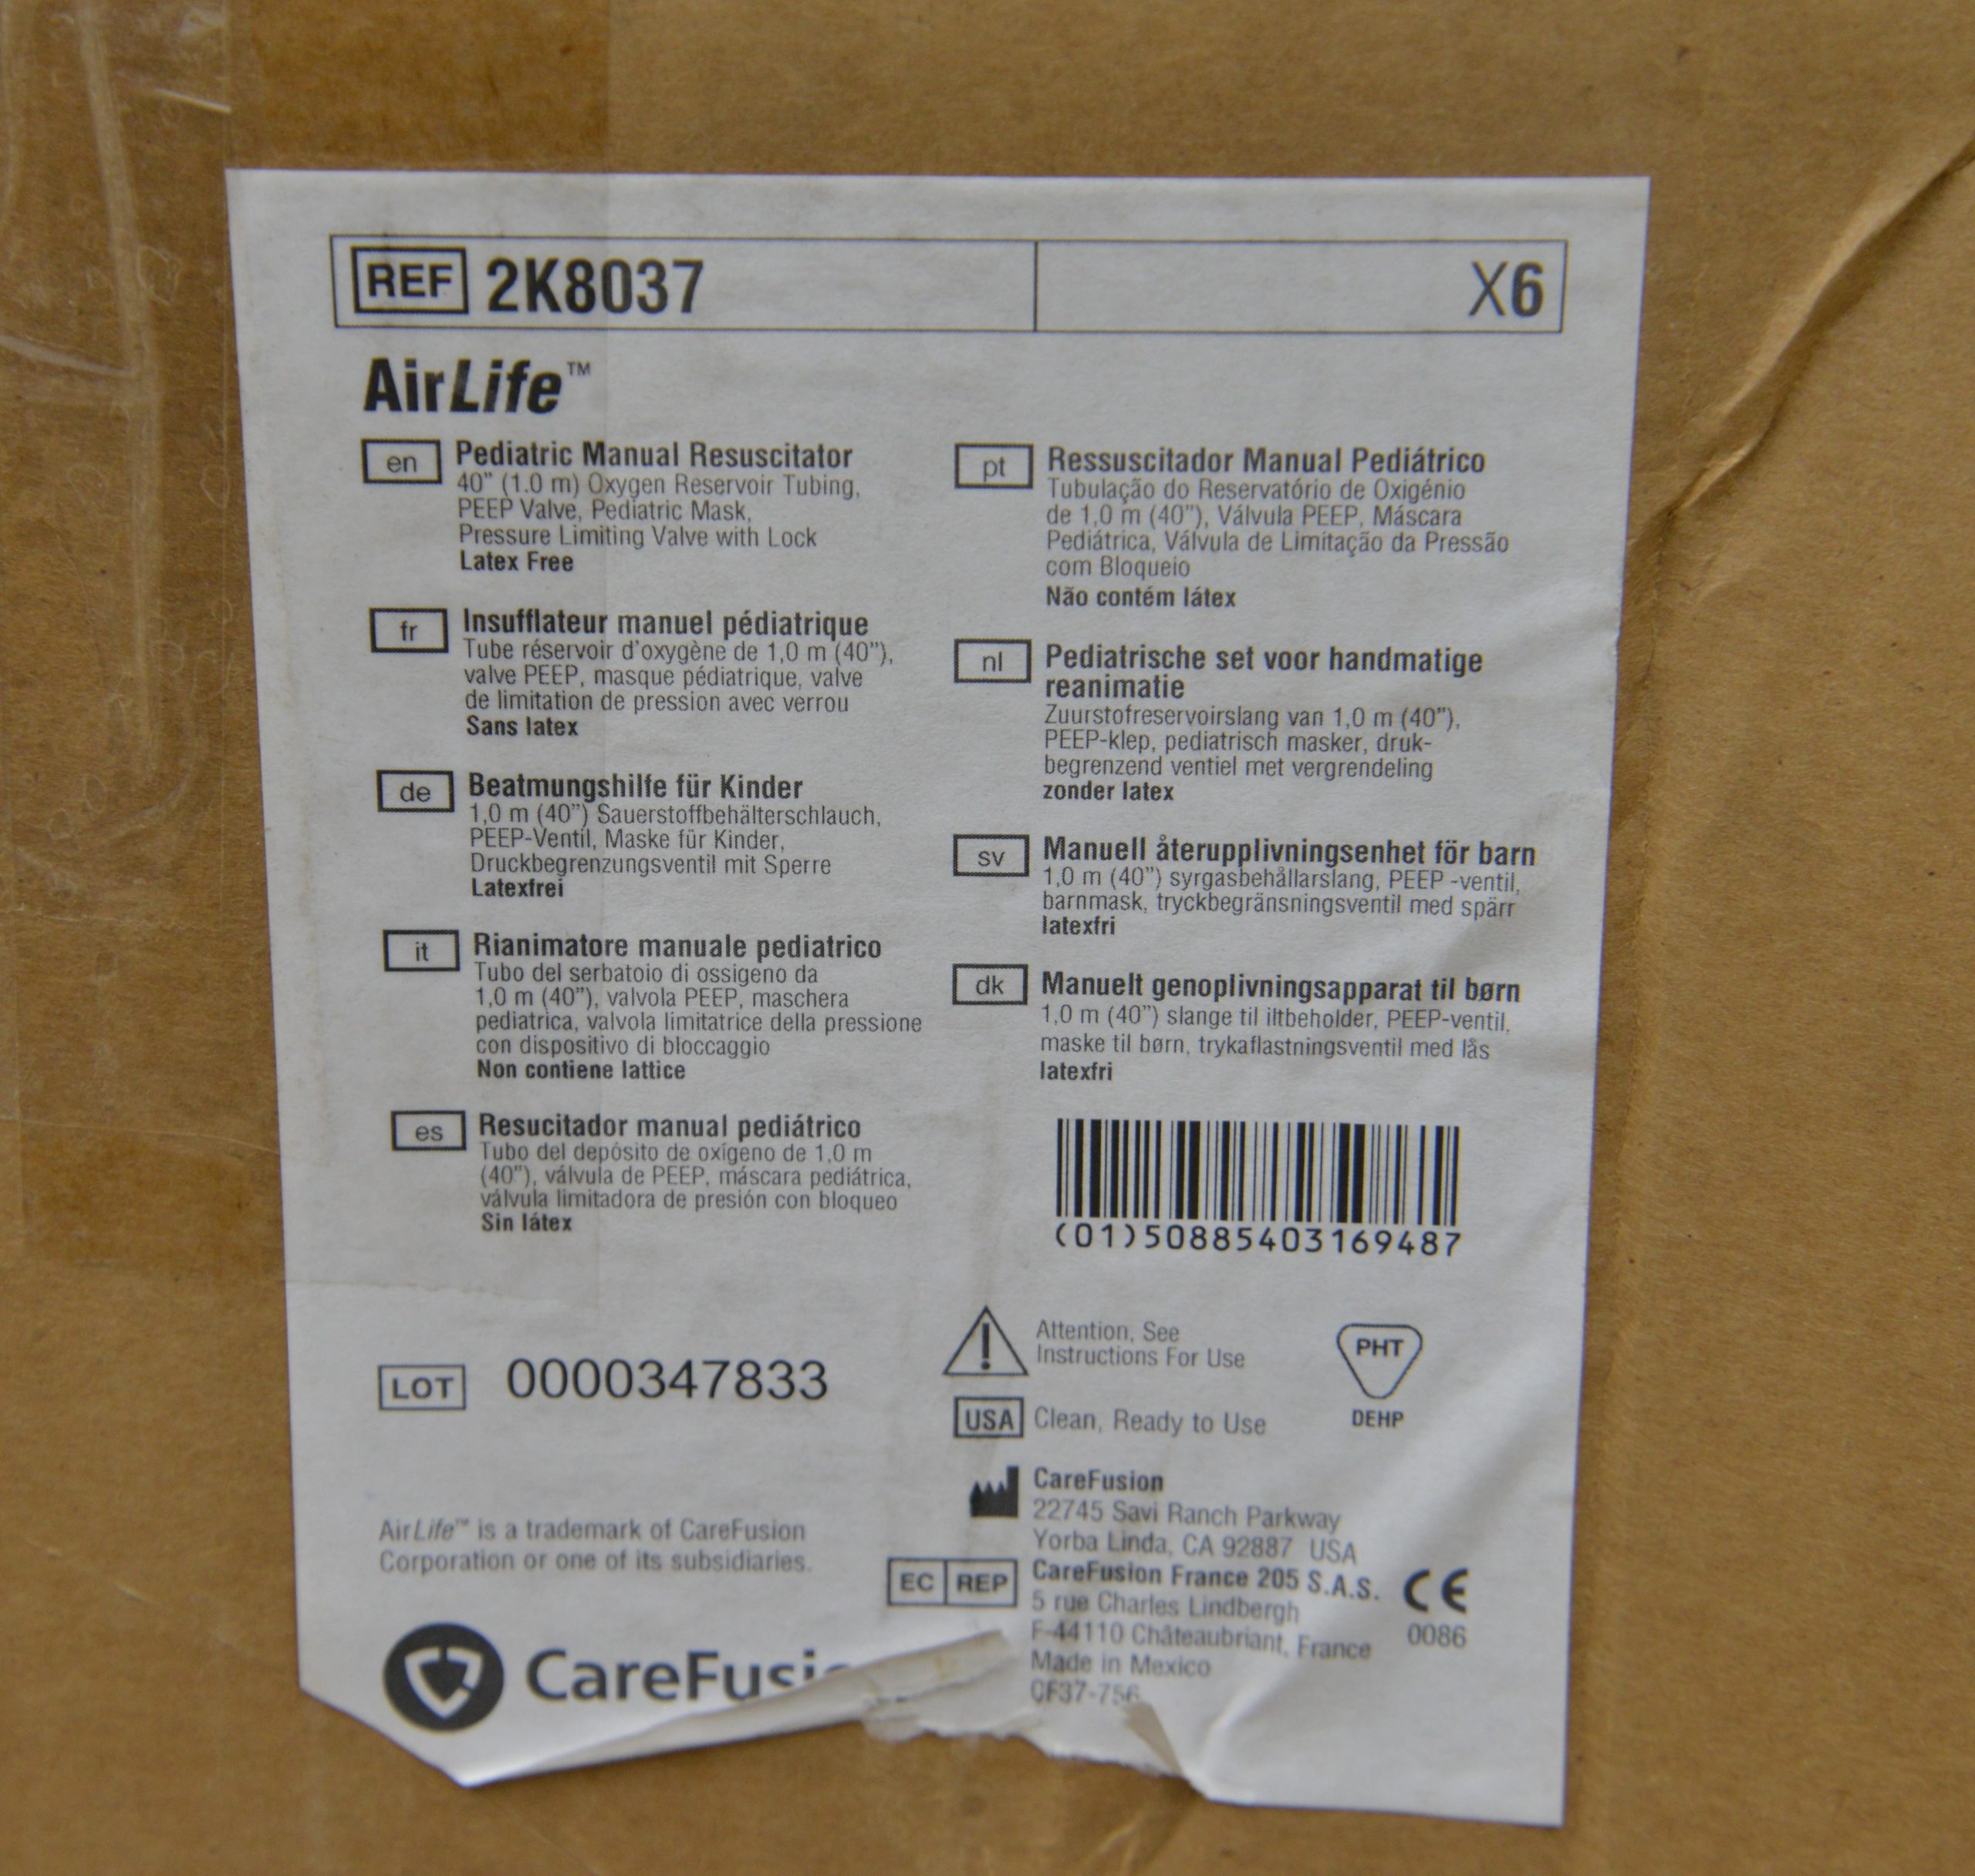 REF 2K8037 X6
AirLife™
en Pediatric Manual Resuscitator
40" (1.0 m) Oxygen Reservoir Tubing,
PEEP Valve, Pediatric Mask,
Pressure Limiting Valve with Lock
Latex Free
fr Insufflateur manuel pédiatrique
Tube réservoir d'oxygène de 1,0 m (40"),
valve PEEP, masque pédiatrique, valve
de limitation de pression avec verrou
Sans latex
de Beatmungshilfe für Kinder
1,0 m (40") Sauerstoffbehälterschlauch,
PEEP-Ventil, Maske für Kinder,
Druckbegrenzungsventil mit Sperre
Latexfrei
it Rianimatore manuale pediatrico
Tubo del serbatoio di ossigeno da
1,0 m (40"), valvola PEEP, maschera
pediatrica, valvola limitatrice della pressione
con dispositivo di bloccaggio
Non contiene lattice
es Resucitador manual pediátrico
Tubo del depósito de oxígeno de 1,0 m
(40"), válvula de PEEP, máscara pediátrica,
válvula limitadora de presión con bloqueo
Sin látex
pt Ressuscitador Manual Pediátrico
Tubulação do Reservatório de Oxigénio
de 1,0 m (40"), Válvula PEEP, Máscara
Pediátrica, Válvula de Limitação da Pressão
com Bloqueio
Não contém látex
nl Pediatrische set voor handmatige
reanimatie
Zuurstofreservoirslang van 1,0 m (40"),
PEEP-klep, pediatrisch masker, druk-
begrenzend ventiel met vergrendeling
zonder latex
sv Manuell återupplivningsenhet för barn
1,0 m (40") syrgasbehållarslang, PEEP -ventil,
barnmask, tryckbegränsningsventil med spärr
latexfri
dk Manuelt genoplivningsapparat til børn
1,0 m (40") slange til iltbeholder, PEEP-ventil,
maske til børn, trykaflastningsventil med lås
latexfri
(01)50885403169487
LOT 0000347833
Attention, See
Instructions For Use
PHT
DEHP
USA Clean, Ready to Use
CareFusion
22745 Savi Ranch Parkway
Yorba Linda, CA 92887 USA
EC REP CareFusion France 205 S.A.S.
5 rue Charles Lindbergh
F-44110 Châteaubriant, France
Made in Mexico
CF37-756
CE
0086
AirLife™ is a trademark of CareFusion
Corporation or one of its subsidiaries.
CareFusi